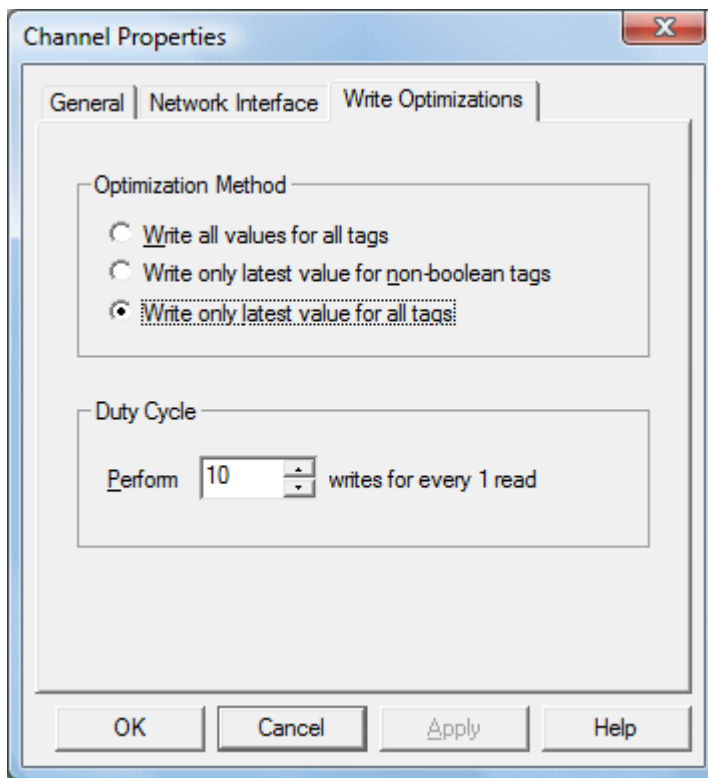 Channel Properties
General Network Interface Write Optimizations
Optimization Method
Write all values for all tags
Write only latest value for non-boolean tags
Write only latest value for all tags
Duty Cycle
Perform 10 writes for every 1 read
OK Cancel Apply Help